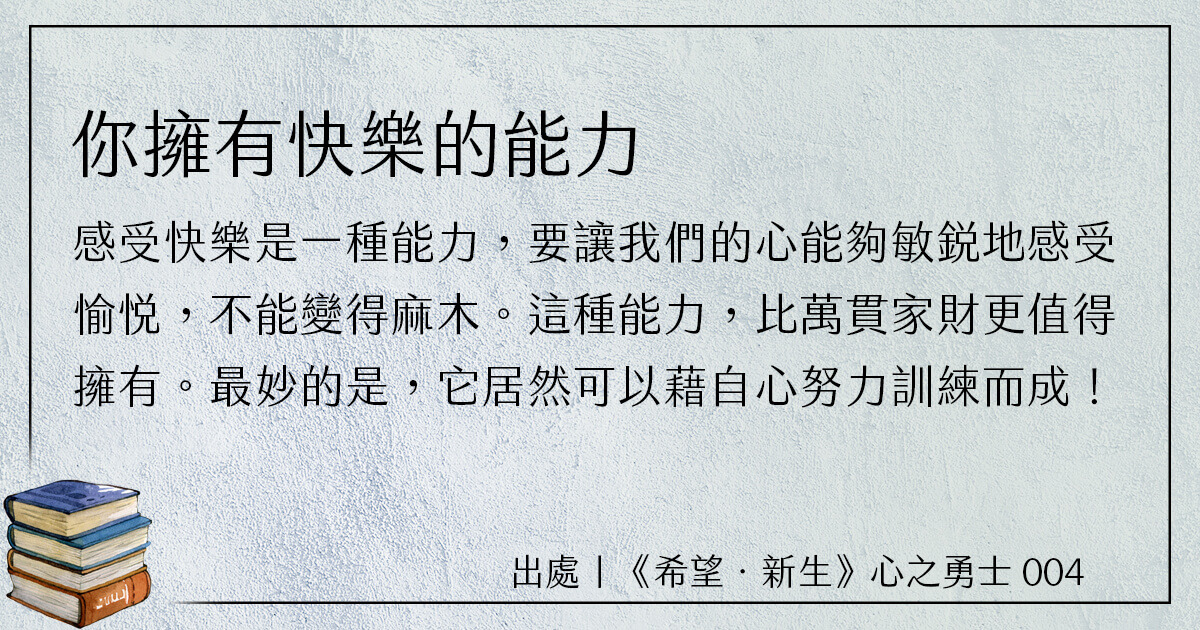 你擁有快樂的能力
感受快樂是一種能力，要讓我們的心能夠敏鋭地感受
愉悦，不能變得麻木。這種能力，比萬貫家財更值得
擁有。最妙的是，它居然可以藉自心努力訓練而成！
出處丨《希望．新生》心之勇士 004